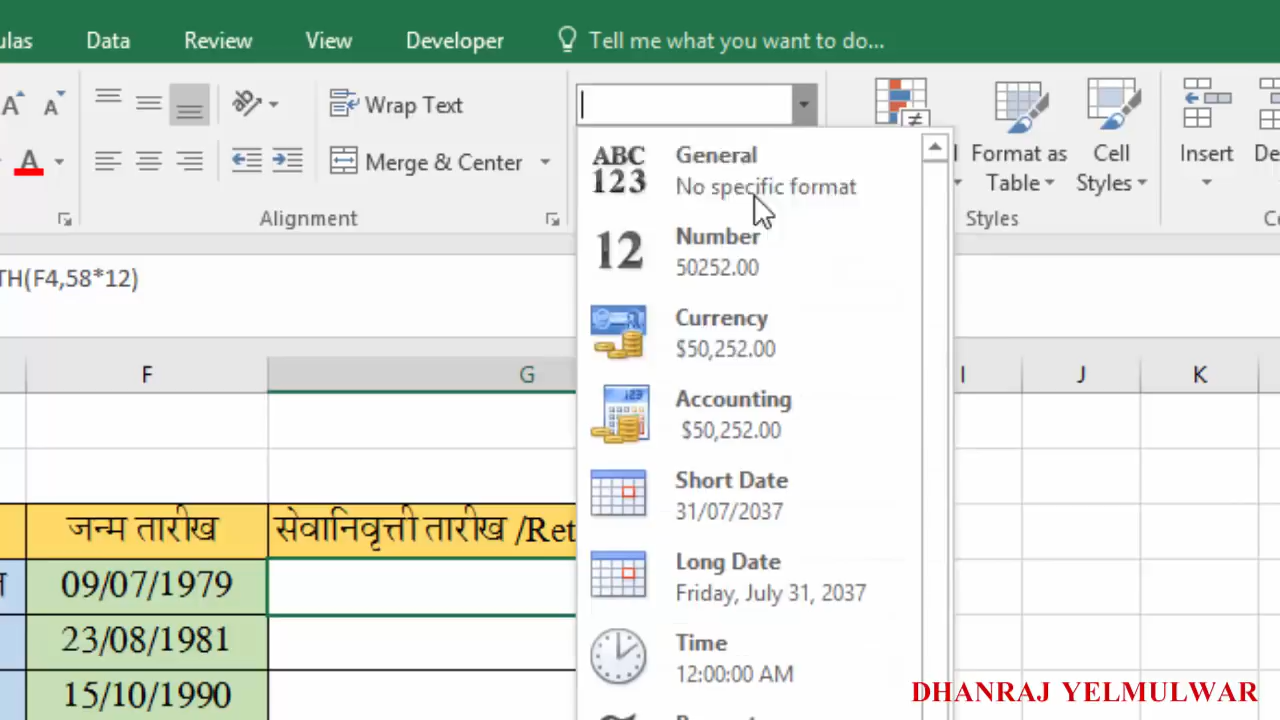 ulas Data Review View Developer Tell me what you want to do...
A A Wrap Text
A Merge & Center Format as Cell Insert
Table Styles
Alignment Styles
ABC
123
General
No specific format
12
Number
50252.00
TH(F4,58*12)
Currency
$50,252.00
F G I J K
Accounting
$50,252.00
Short Date
31/07/2037
जन्म तारीख सेवानिवृत्ती तारीख /Ret
Long Date
Friday, July 31, 2037
09/07/1979
23/08/1981
Time
12:00:00 AM
15/10/1990
DHANRAJ YELMULWAR